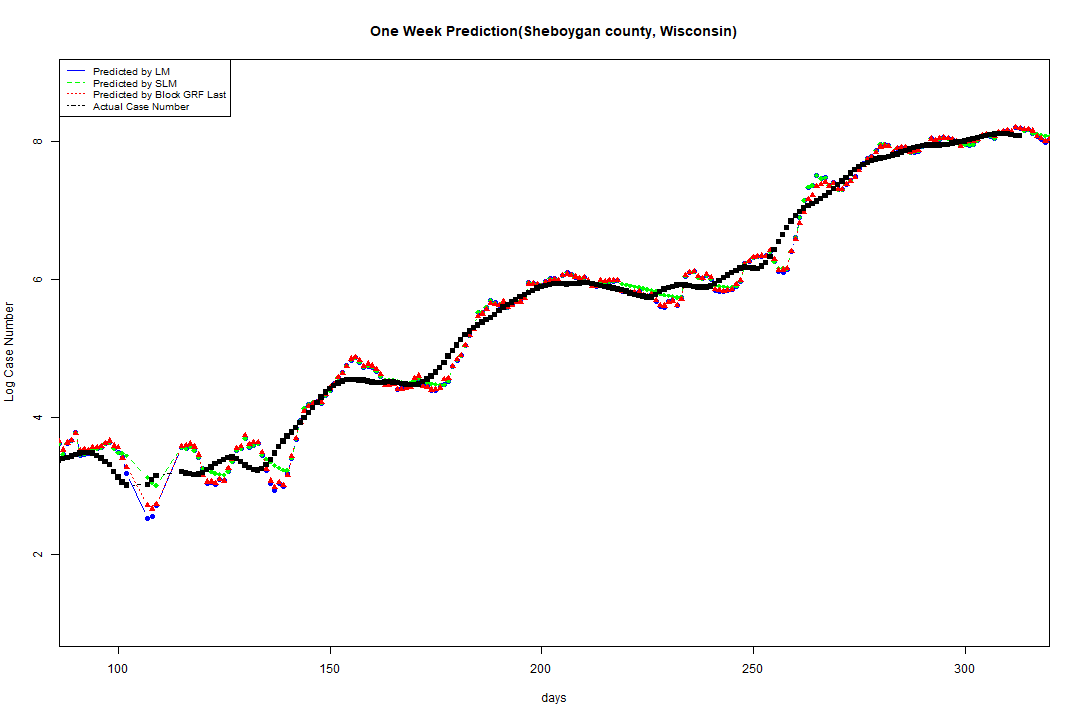 One Week Prediction(Sheboygan county, Wisconsin)
Predicted by LM
Predicted by SLM
Predicted by Block GRF Last
Actual Case Number
8
6
4
2
Log Case Number
100 150 200 250 300
days